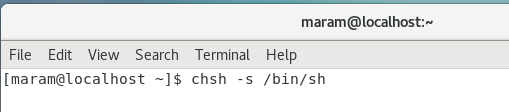 maram@localhost:~
File Edit View Search Terminal Help
[maram@localhost ~]$ chsh -s /bin/sh